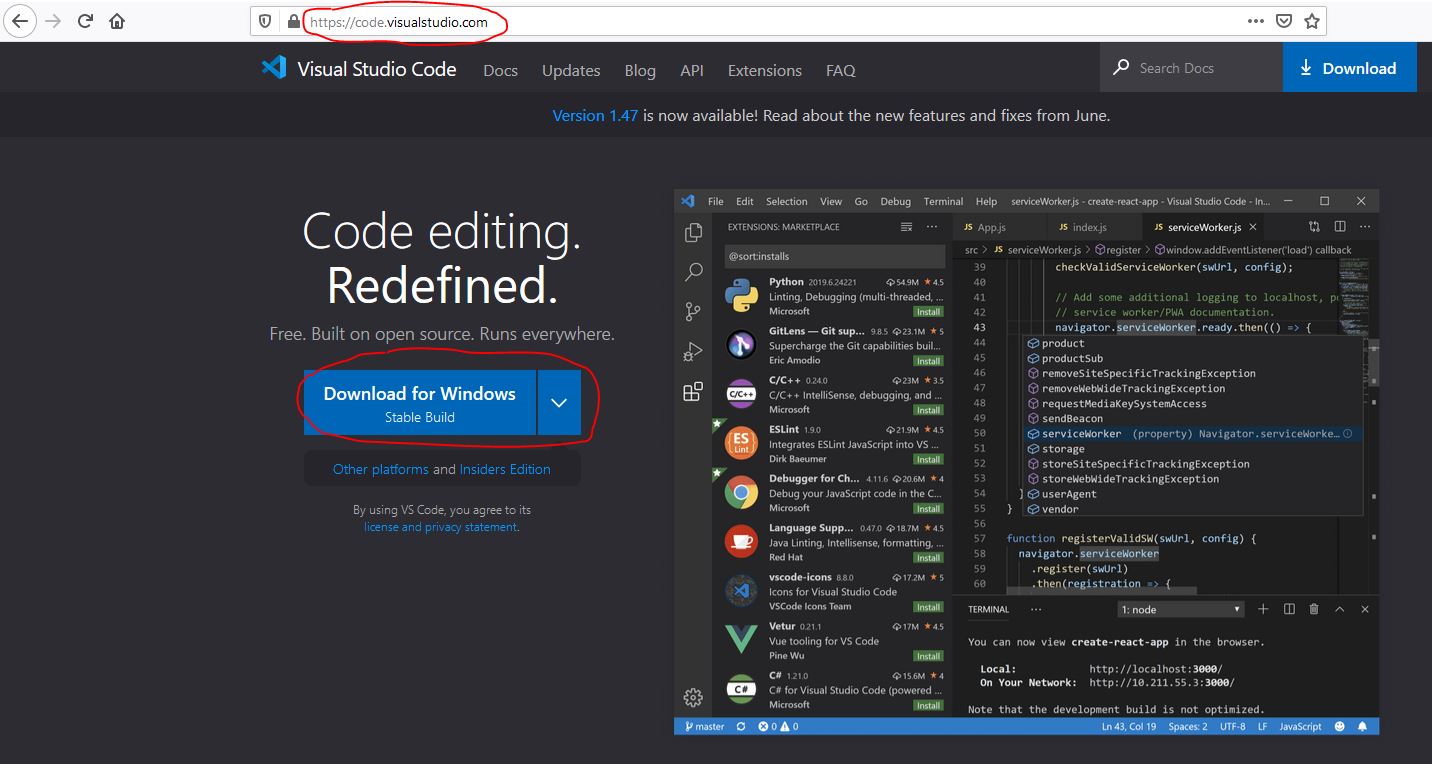 https://code.visualstudio.com
Visual Studio Code
Docs
Updates
Blog
API
Extensions
FAQ
Search Docs
Download
Version 1.47 is now available! Read about the new features and fixes from June.
Code editing.
Redefined.
Free. Built on open source. Runs everywhere.
Download for Windows
Stable Build
Other platforms and Insiders Edition
By using VS Code, you agree to its
license and privacy statement.
File Edit Selection View Go Debug Terminal Help serviceWorker.js - create-react-app - Visual Studio Code - In...
EXTENSIONS: MARKETPLACE
@sort:installs
Python 2019.6.24221 54.9M 4.5
Linting, Debugging (multi-threaded, ...
Microsoft Install
GitLens — Git sup... 9.8.5 23.1M 5
Supercharge the Git capabilities buil...
Eric Amodio Install
C/C++ 0.24.0 23M 3.5
C/C++ IntelliSense, debugging, and ...
Microsoft Install
ESLint 1.9.0 21.9M 4.5
Integrates ESLint JavaScript into VS ...
Dirk Baeumer Install
Debugger for Ch... 4.11.6 20.6M 4
Debug your JavaScript code in the C...
Microsoft Install
Language Supp... 0.47.0 18.7M 4.5
Java Linting, Intellisense, formatting, ...
Red Hat Install
vscode-icons 8.8.0 17.2M 5
Icons for Visual Studio Code
VSCode Icons Team Install
Vetur 0.21.1 17M 4.5
Vue tooling for VS Code
Pine Wu Install
C# 1.21.0 15.6M 4
C# for Visual Studio Code (powered ...
Microsoft Install
C/C++
ES
Lint
C#
JS App.js
JS index.js
JS serviceWorker.js
src > JS serviceWorker.js > register > window.addEventListener('load') callback
39 checkValidServiceWorker(swUrl, config);
40
41 // Add some additional logging to localhost, p
42 // service worker/PWA documentation.
43 navigator.serviceWorker.ready.then(() => {
44 product
45 productSub
46 removeSiteSpecificTrackingException
47 removeWebWideTrackingException
48 requestMediaKeySystemAccess
49 sendBeacon
50 serviceWorker (property) Navigator.serviceWorke...
51 storage
52 storeSiteSpecificTrackingException
53 storeWebWideTrackingException
54 } userAgent
55 } vendor
56
57 function registerValidSW(swUrl, config) {
58 navigator.serviceWorker
59 .register(swUrl)
60 .then(registration => {
TERMINAL ... 1: node
You can now view create-react-app in the browser.
Local: http://localhost:3000/
On Your Network: http://10.211.55.3:3000/
Note that the development build is not optimized.
master 0 0 Ln 43, Col 19 Spaces: 2 UTF-8 LF JavaScript